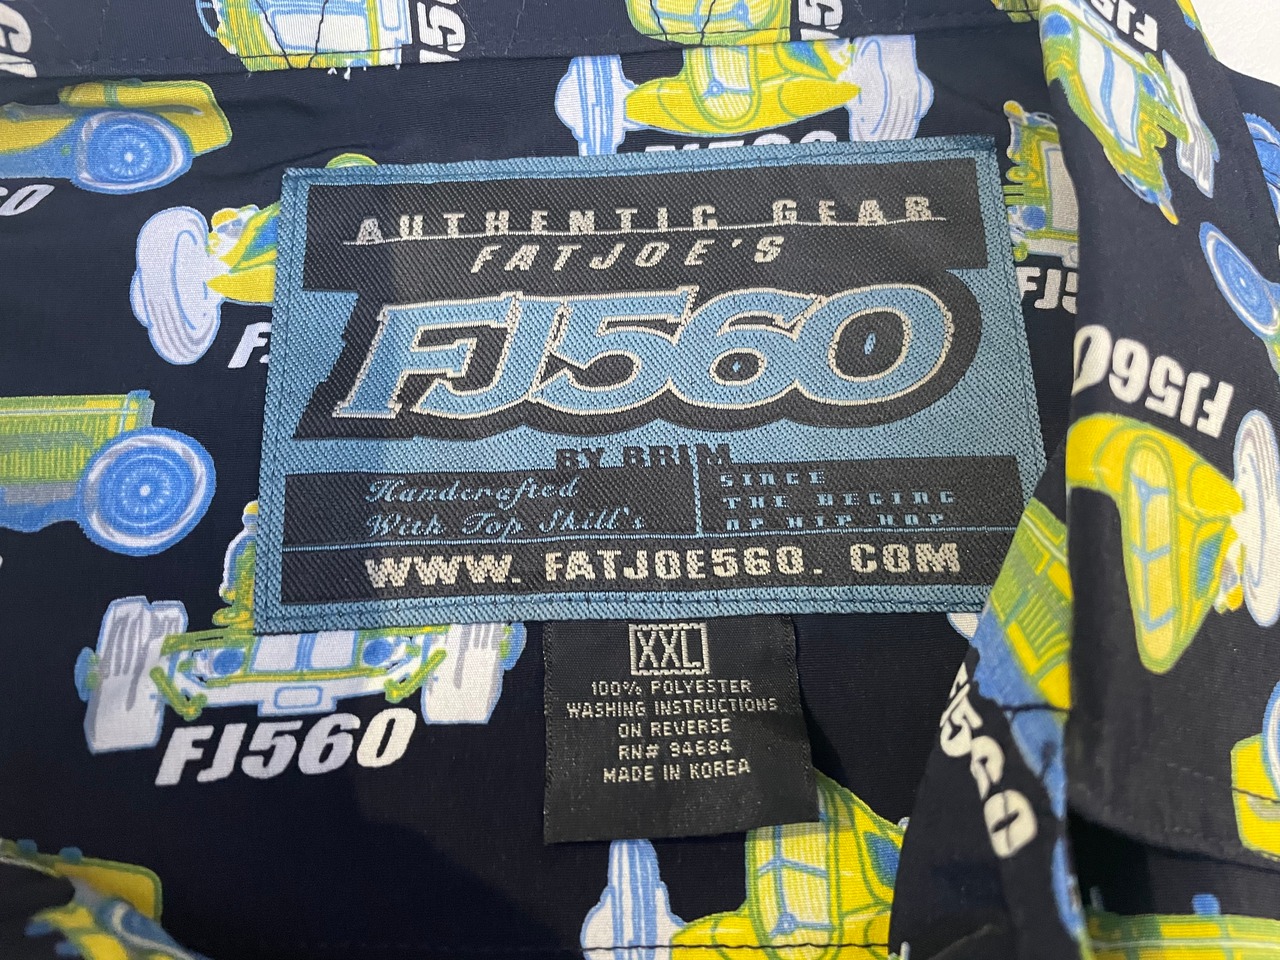 AUTHENTIC GEAR
FATJOE'S
FJ560
BY BRIM
Handcrafted
With Top Skill's
SINCE
THE BEGING
OF HIP HOP
WWW. FATJOE560. COM
XXL
100% POLYESTER
WASHING INSTRUCTIONS
ON REVERSE
RN# 94684
MADE IN KOREA
FJ560
FJ560
FJ560